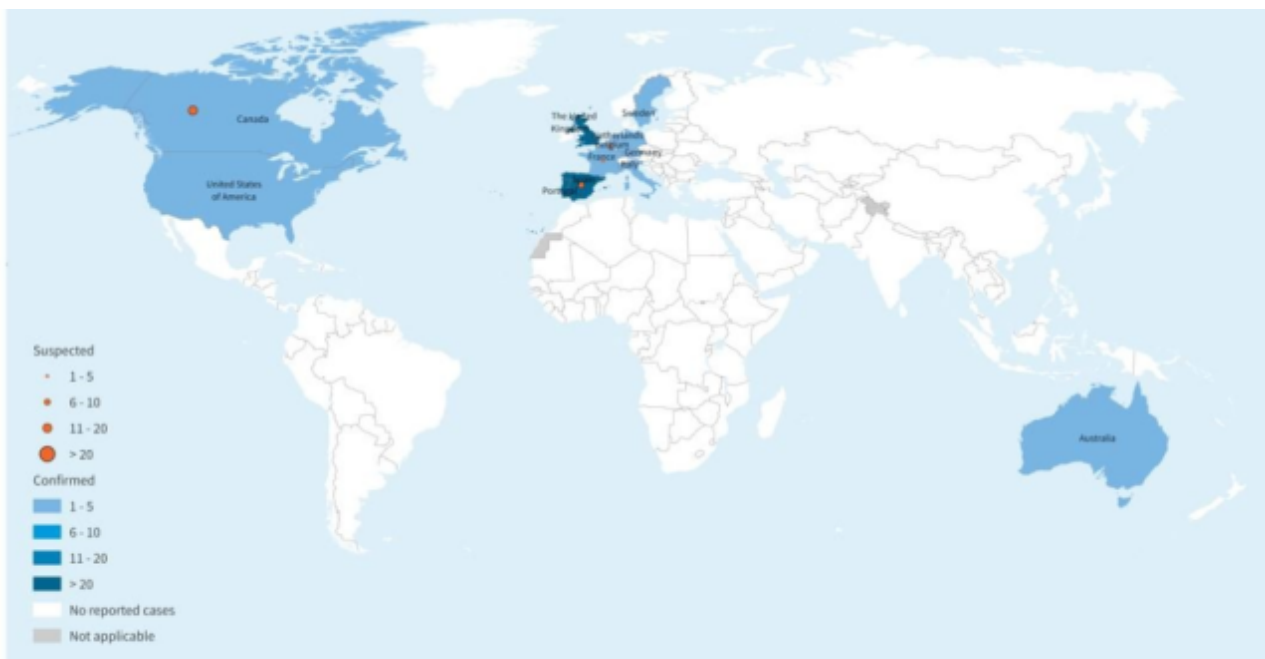 Canada
United States
of America
The United
Kingdom
Sweden
Netherlands
Belgium
Germany
France
Italy
Portugal
Australia
Suspected
1 - 5
6 - 10
11 - 20
> 20
Confirmed
1 - 5
6 - 10
11 - 20
> 20
No reported cases
Not applicable